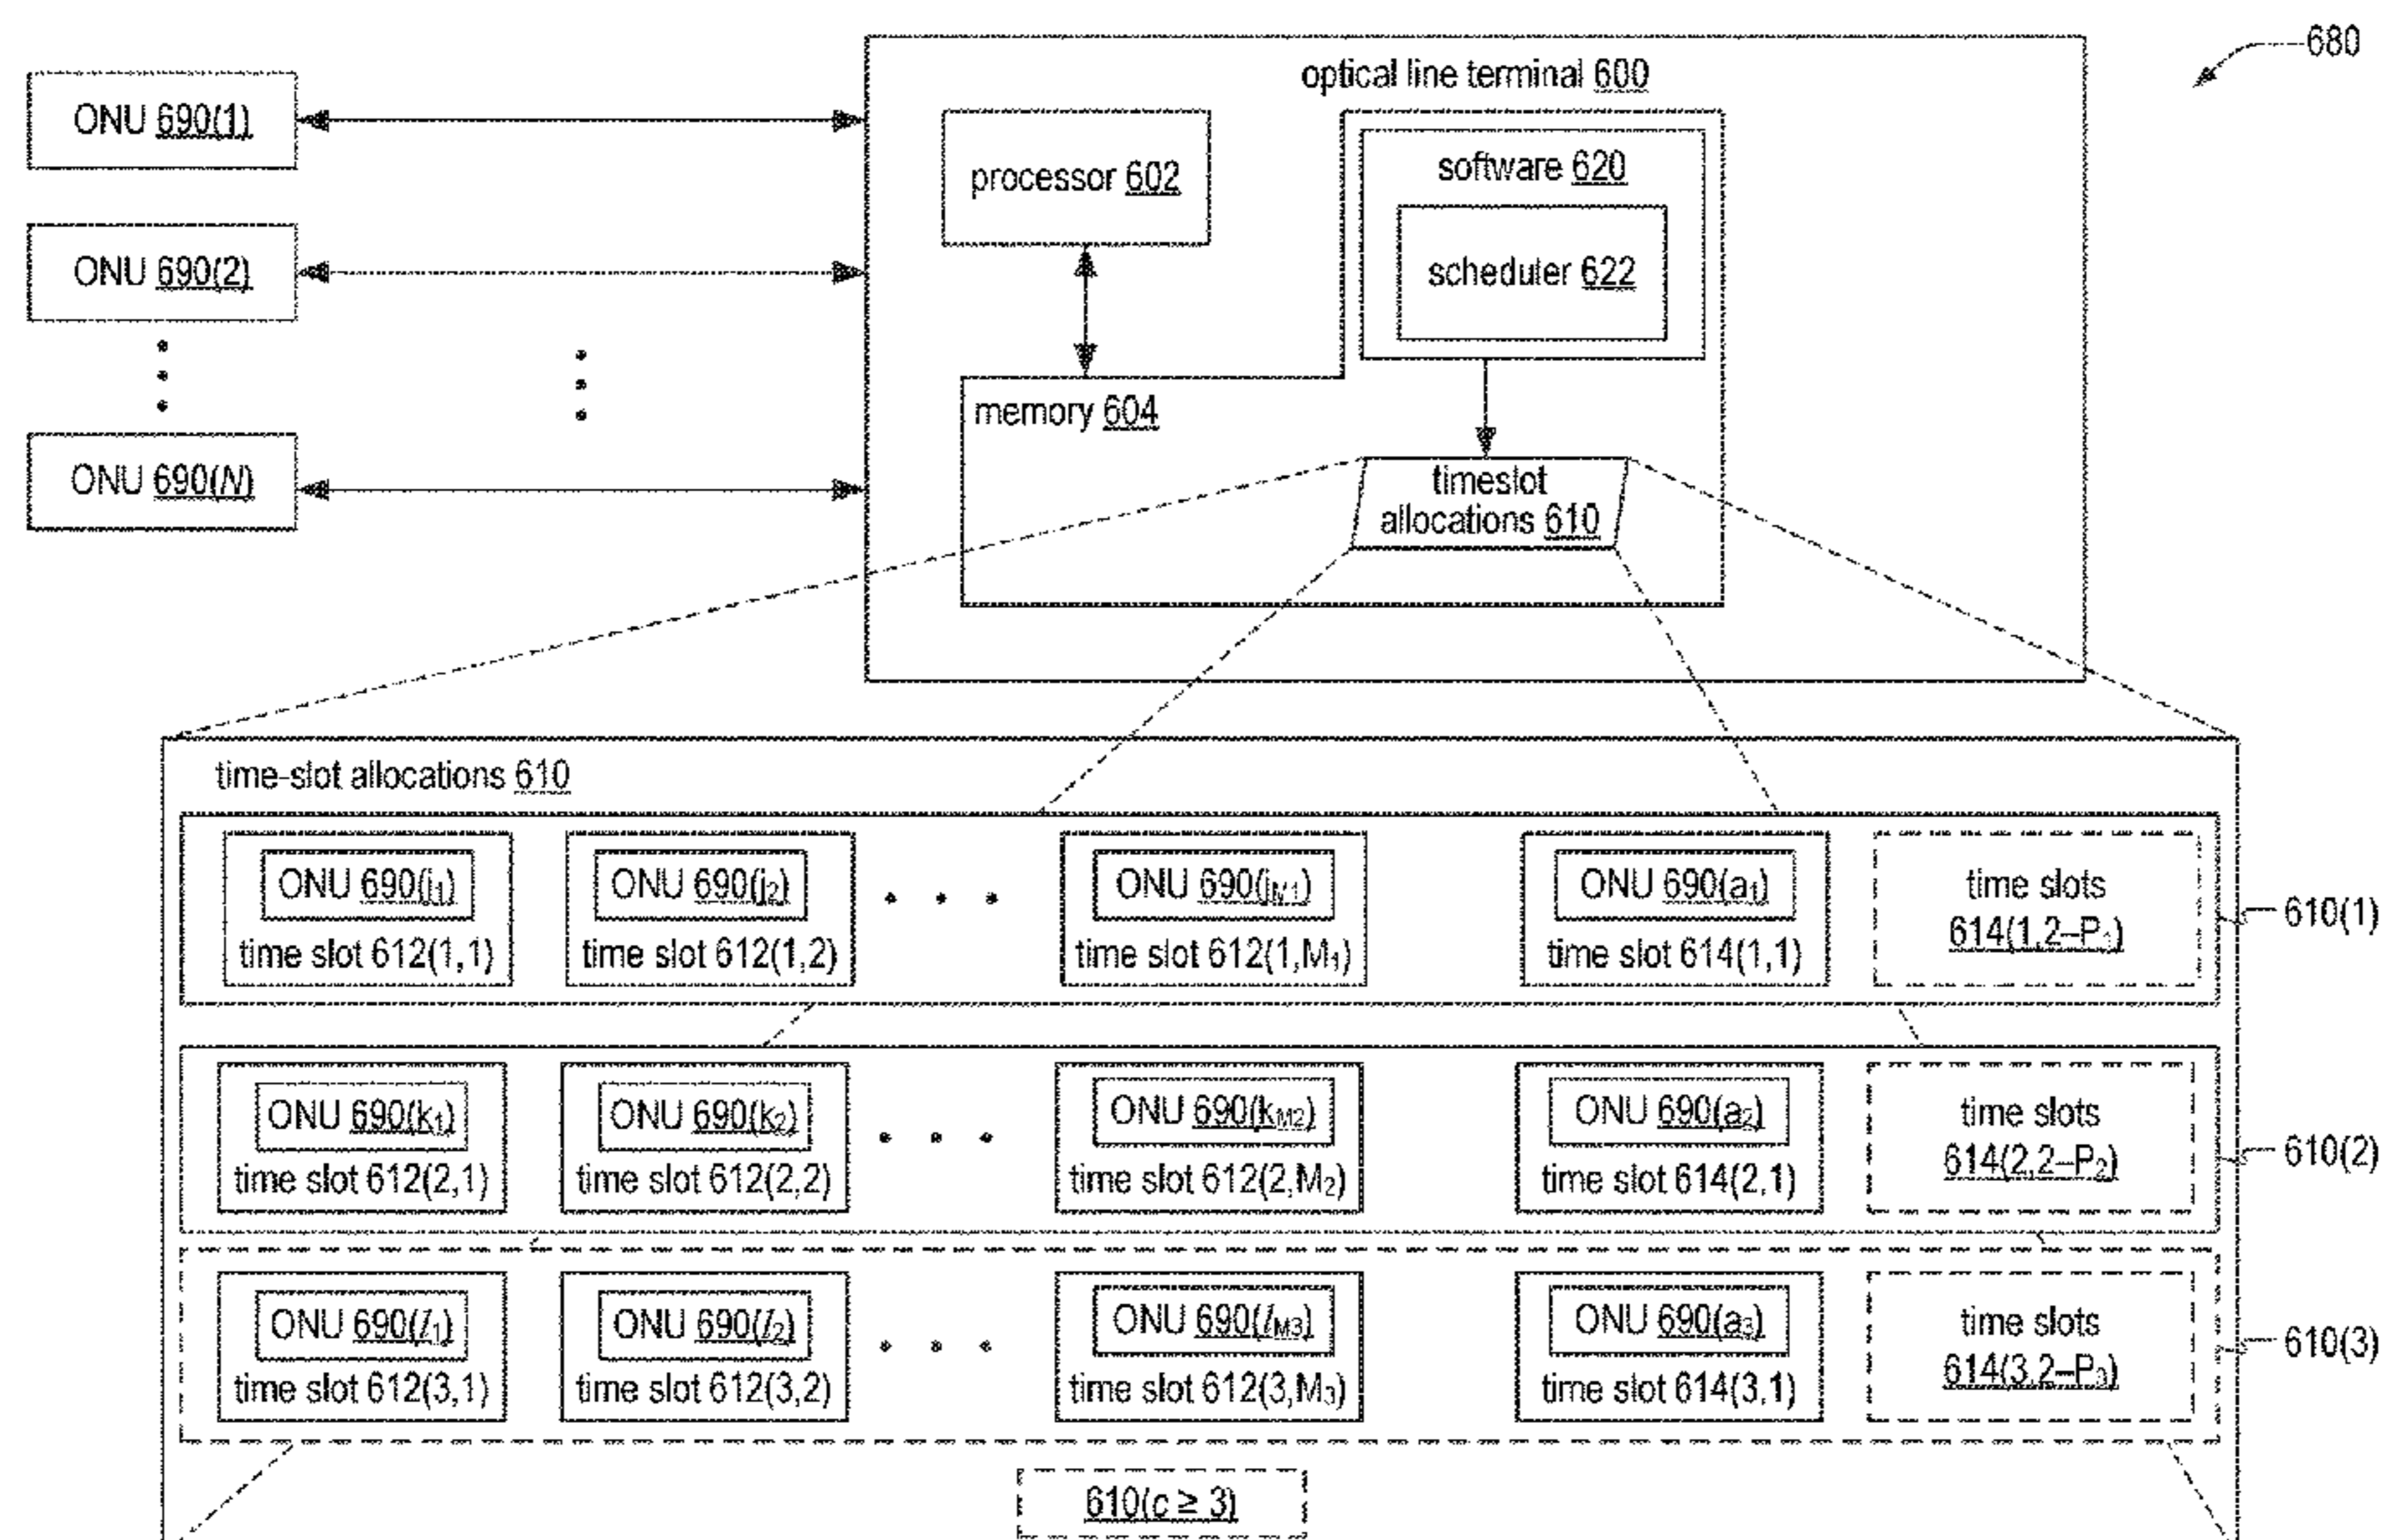 680
optical line terminal 600
ONU 690(1)
processor 602
software 620
scheduler 622
ONU 690(2)
memory 604
ONU 690(N)
timeslot
allocations 610
time-slot allocations 610
ONU 690(j₁) ONU 690(j₂) • • • ONU 690(j_M1) ONU 690(a₁) time slots
time slot 612(1,1) time slot 612(1,2) time slot 612(1,M₁) time slot 614(1,1) 614(1,2–P₁) 610(1)
ONU 690(k₁) ONU 690(k₂) • • • ONU 690(k_M2) ONU 690(a₂) time slots
time slot 612(2,1) time slot 612(2,2) time slot 612(2,M₂) time slot 614(2,1) 614(2,2–P₂) 610(2)
ONU 690(l₁) ONU 690(l₂) • • • ONU 690(l_M3) ONU 690(a₃) time slots
time slot 612(3,1) time slot 612(3,2) time slot 612(3,M₃) time slot 614(3,1) 614(3,2–P₃) 610(3)
610(c ≥ 3)